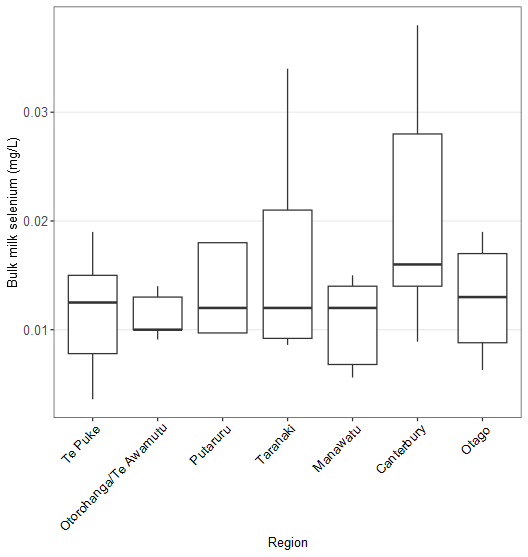 Bulk milk selenium (mg/L)
0.03
0.02
0.01
Te Puke
Otorohanga/Te Awamutu
Putaruru
Taranaki
Manawatu
Canterbury
Otago
Region